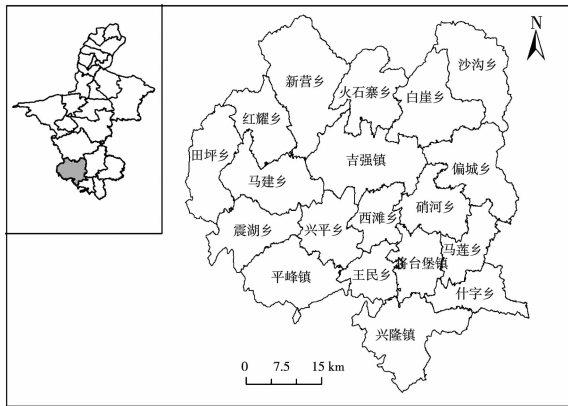 N
沙沟乡
新营乡
火石寨乡
白崖乡
红耀乡
田坪乡
吉强镇
偏城乡
马建乡
硝河乡
西滩乡
震湖乡
兴平乡
马莲乡
将台堡镇
平峰镇
王民乡
什字乡
兴隆镇
0 7.5 15 km